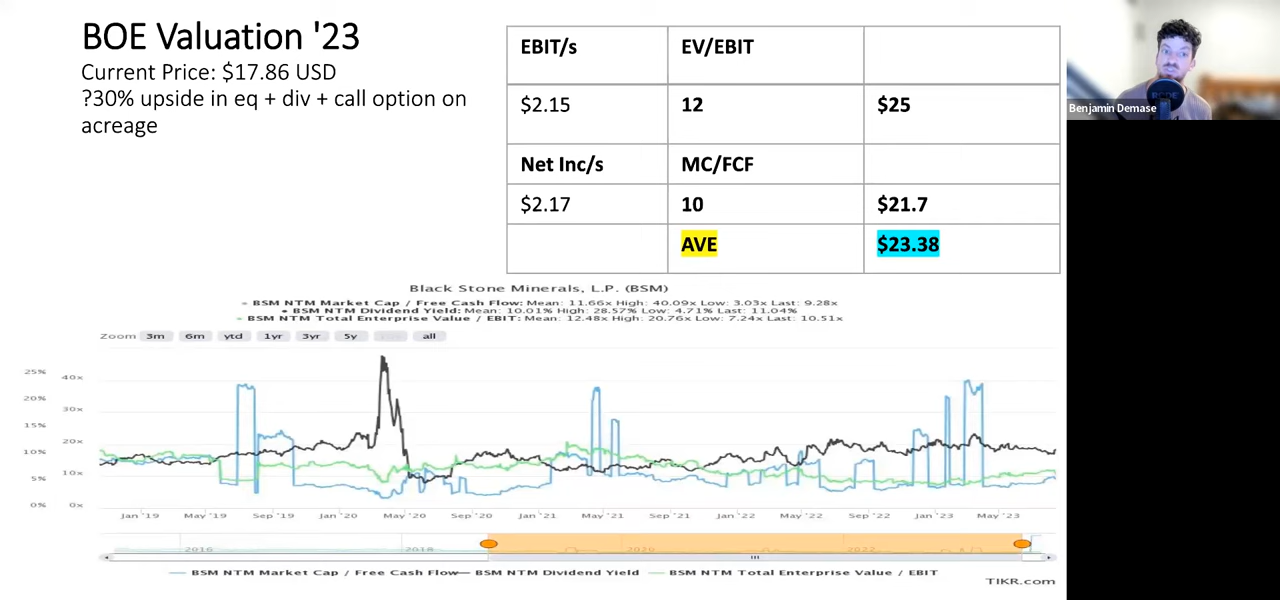 BOE Valuation '23
Current Price: $17.86 USD
?30% upside in eq + div + call option on
acreage
EBIT/s EV/EBIT
$2.15 12 $25
Net Inc/s MC/FCF
$2.17 10 $21.7
AVE $23.38
Benjamin Demase
Black Stone Minerals, L.P. (BSM)
BSM NTM Market Cap / Free Cash Flow: Mean: 11.66x High: 40.09x Low: 3.03x Last: 9.28x
BSM NTM Dividend Yield: Mean: 10.01% High: 28.57% Low: 4.71% Last: 11.04%
BSM NTM Total Enterprise Value / EBIT: Mean: 12.48x High: 20.76x Low: 7.24x Last: 10.51x
Zoom 3m 6m ytd 1yr 3yr 5y all
25% 40x
20%
30x
15%
20x
10%
10x
5%
0% 0x
Jan '19 May '19 Sep '19 Jan '20 May '20 Sep '20 Jan '21 May '21 Sep '21 Jan '22 May '22 Sep '22 Jan '23 May '23
2016 2018 2020 2022
BSM NTM Market Cap / Free Cash Flow BSM NTM Dividend Yield BSM NTM Total Enterprise Value / EBIT
TIKR.com